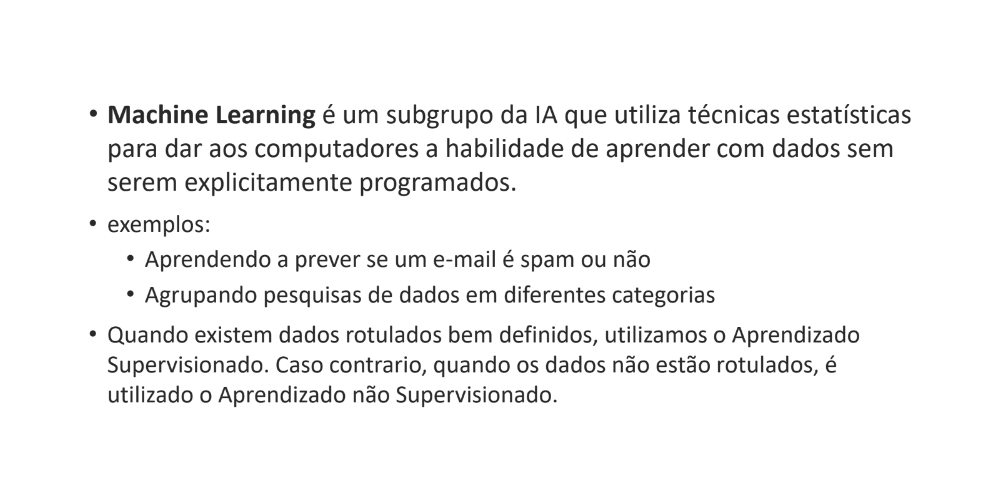 • Machine Learning é um subgrupo da IA que utiliza técnicas estatísticas
para dar aos computadores a habilidade de aprender com dados sem
serem explicitamente programados.
• exemplos:
• Aprendendo a prever se um e-mail é spam ou não
• Agrupando pesquisas de dados em diferentes categorias
• Quando existem dados rotulados bem definidos, utilizamos o Aprendizado
Supervisionado. Caso contrario, quando os dados não estão rotulados, é
utilizado o Aprendizado não Supervisionado.